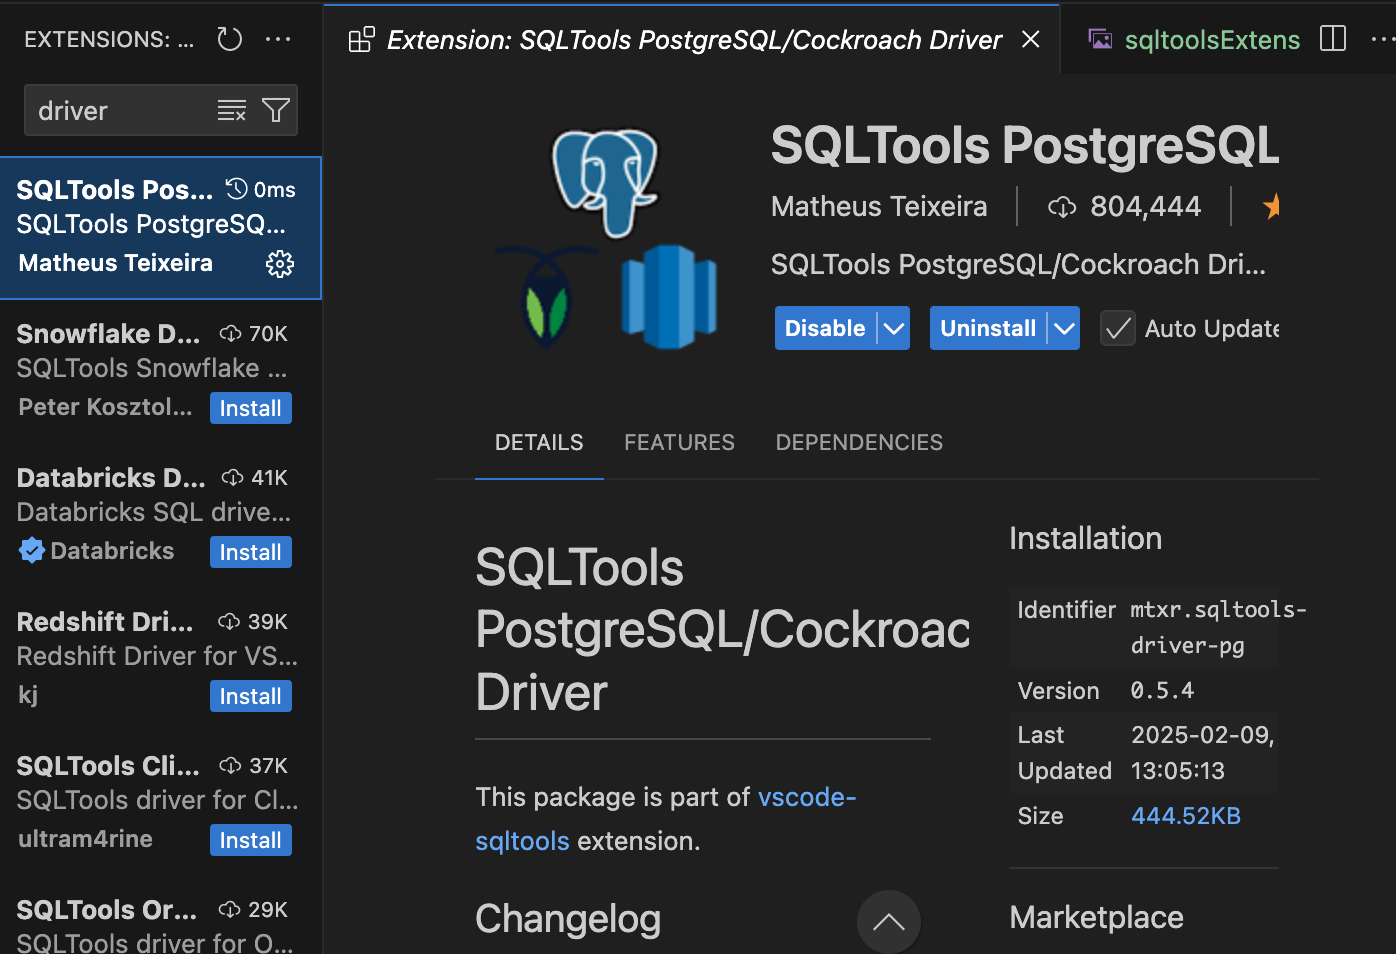 EXTENSIONS: ...
driver
SQLTools Pos... 0ms
SQLTools PostgreSQ...
Matheus Teixeira
Snowflake D... 70K
SQLTools Snowflake ...
Peter Kosztol... Install
Databricks D... 41K
Databricks SQL drive...
Databricks Install
Redshift Dri... 39K
Redshift Driver for VS...
kj Install
SQLTools Cli... 37K
SQLTools driver for Cl...
ultram4rine Install
SQLTools Or... 29K
SQLTools driver for O...
Extension: SQLTools PostgreSQL/Cockroach Driver
sqltoolsExtens
SQLTools PostgreSQL
Matheus Teixeira 804,444
SQLTools PostgreSQL/Cockroach Dri...
Disable Uninstall Auto Update
DETAILS FEATURES DEPENDENCIES
SQLTools
PostgreSQL/Cockroac
Driver
This package is part of vscode-
sqltools extension.
Changelog
Installation
Identifier mtxr.sqltools-
driver-pg
Version 0.5.4
Last 2025-02-09,
Updated 13:05:13
Size 444.52KB
Marketplace